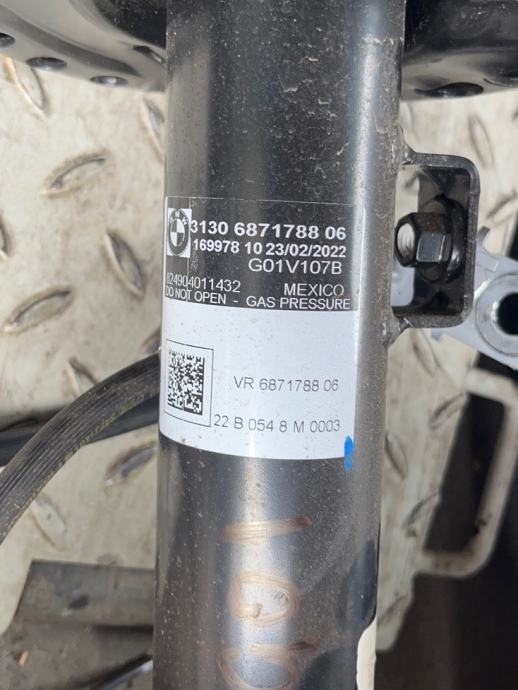 BMW
3130 6871788 06
169978 10 23/02/2022
G01V107B
824904011432 MEXICO
DO NOT OPEN - GAS PRESSURE
VR 6871788 06
22 B 054 8 M 0003